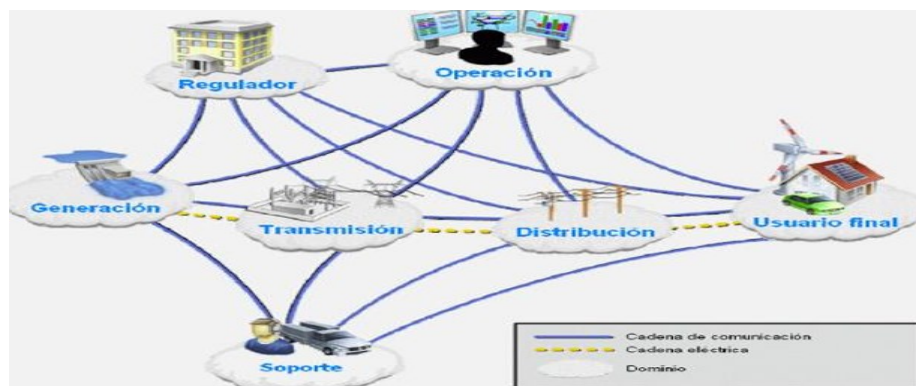 Regulador
Operación
Generación
Transmisión
Distribución
Usuario final
Soporte
Cadena de comunicación
Cadena eléctrica
Dominio